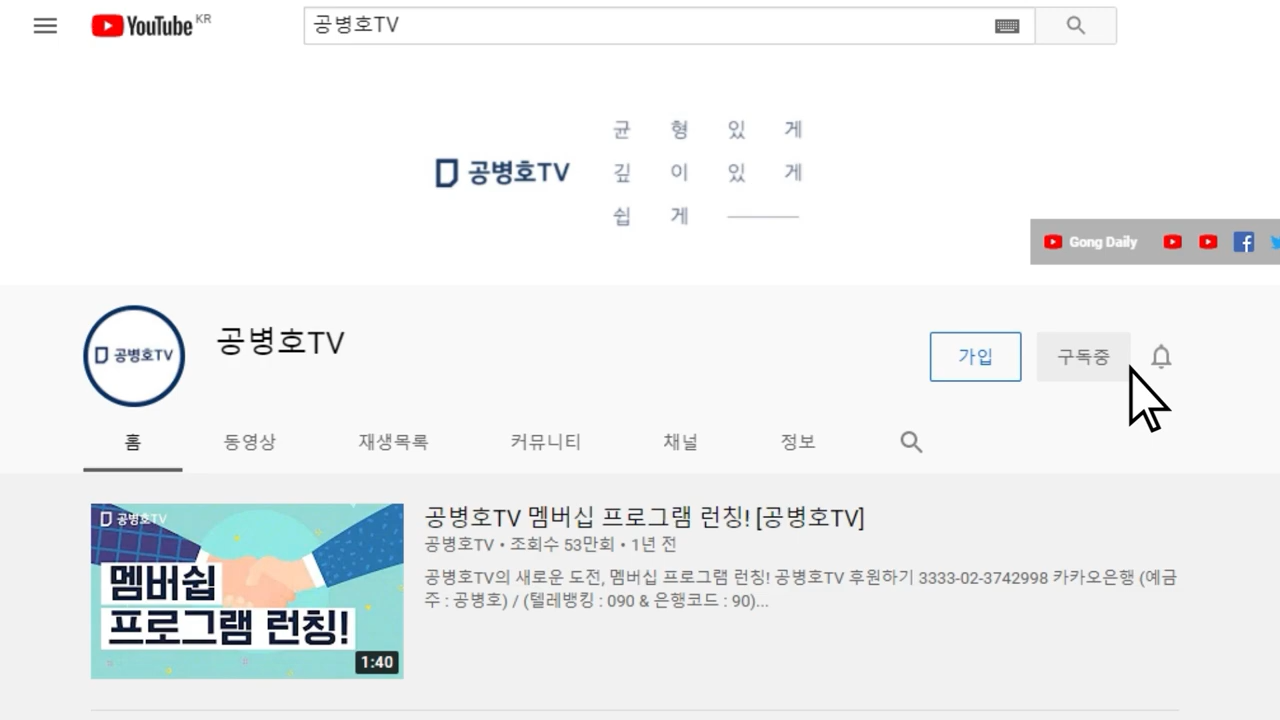 YouTube KR
공병호TV
균 형 있 게
공병호TV
깊 이 있 게
쉽 게
Gong Daily
공병호TV
공병호TV
가입
구독중
홈
동영상
재생목록
커뮤니티
채널
정보
공병호TV
멤버쉽
프로그램 런칭!
1:40
공병호TV 멤버십 프로그램 런칭! [공병호TV]
공병호TV • 조회수 53만회 • 1년 전
공병호TV의 새로운 도전, 멤버십 프로그램 런칭! 공병호TV 후원하기 3333-02-3742998 카카오은행 (예금
주 : 공병호) / (텔레뱅킹 : 090 & 은행코드 : 90)...